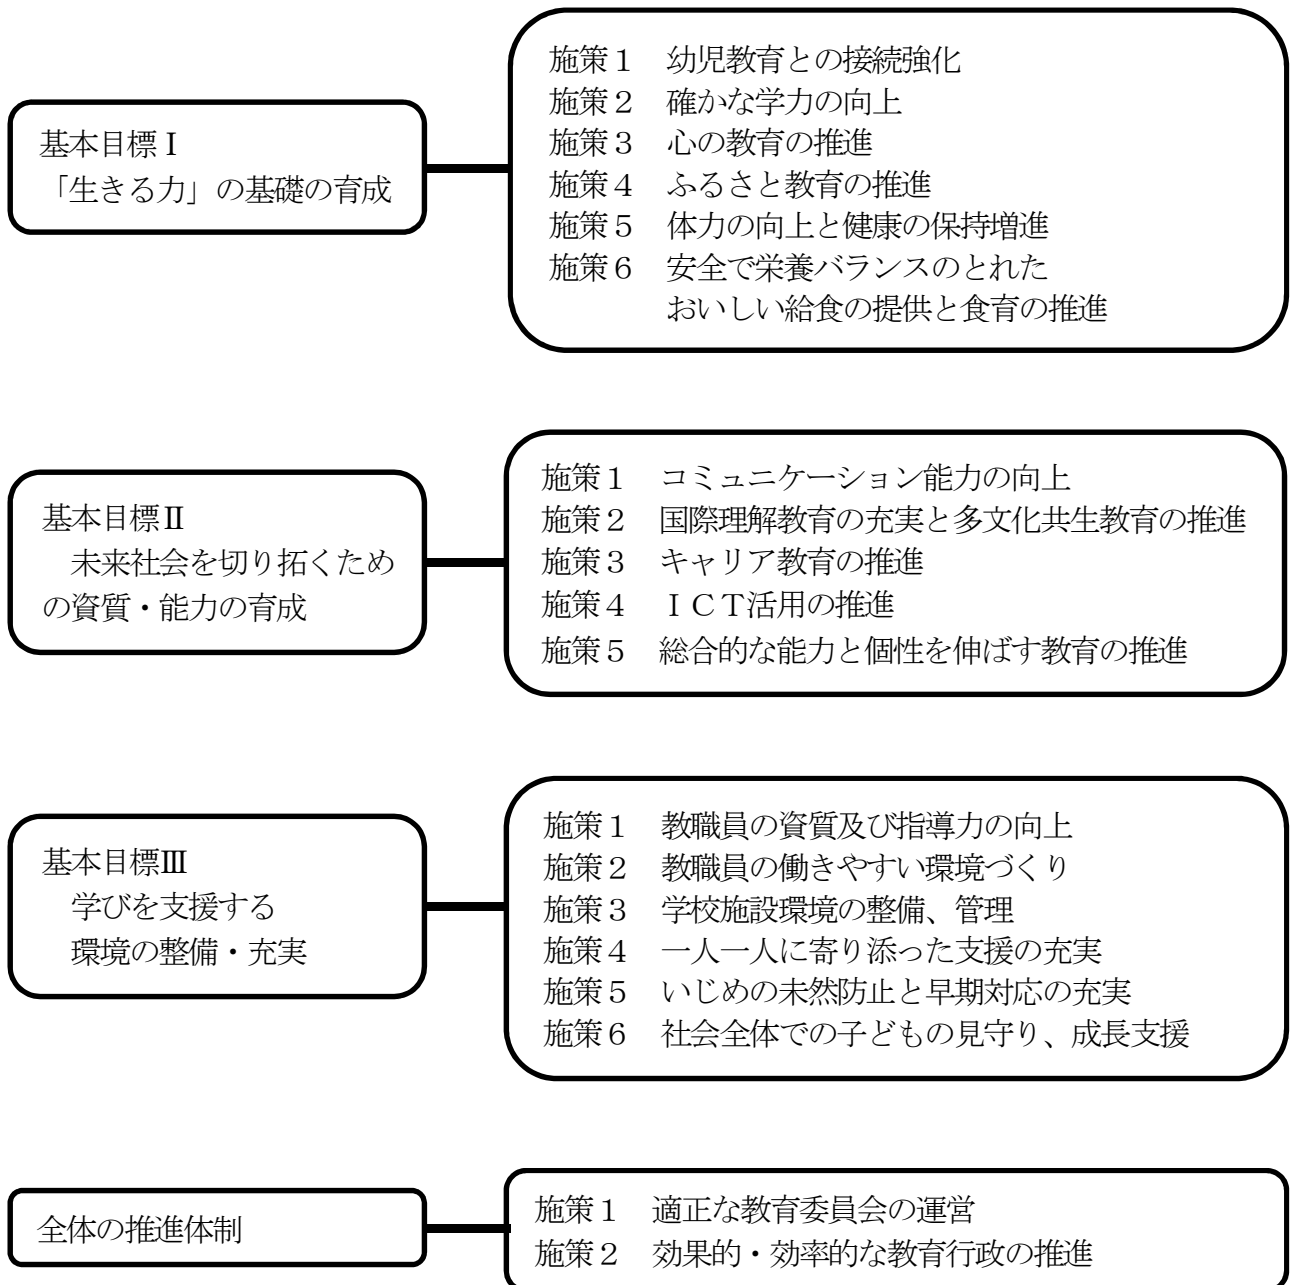 基本目標Ⅰ
「生きる力」の基礎の育成
施策１　幼児教育との接続強化
施策２　確かな学力の向上
施策３　心の教育の推進
施策４　ふるさと教育の推進
施策５　体力の向上と健康の保持増進
施策６　安全で栄養バランスのとれた
おいしい給食の提供と食育の推進
基本目標Ⅱ
未来社会を切り拓くため
の資質・能力の育成
施策１　コミュニケーション能力の向上
施策２　国際理解教育の充実と多文化共生教育の推進
施策３　キャリア教育の推進
施策４　ＩＣＴ活用の推進
施策５　総合的な能力と個性を伸ばす教育の推進
基本目標Ⅲ
学びを支援する
環境の整備・充実
施策１　教職員の資質及び指導力の向上
施策２　教職員の働きやすい環境づくり
施策３　学校施設環境の整備、管理
施策４　一人一人に寄り添った支援の充実
施策５　いじめの未然防止と早期対応の充実
施策６　社会全体での子どもの見守り、成長支援
全体の推進体制
施策１　適正な教育委員会の運営
施策２　効果的・効率的な教育行政の推進